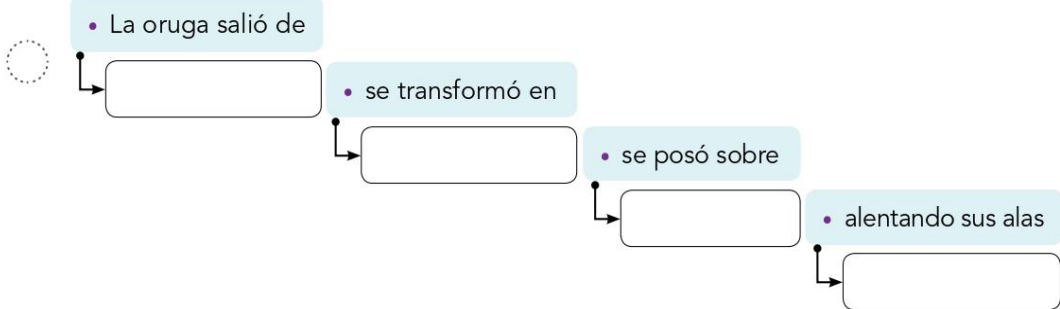 • La oruga salió de
• se transformó en
• se posó sobre
• alentando sus alas